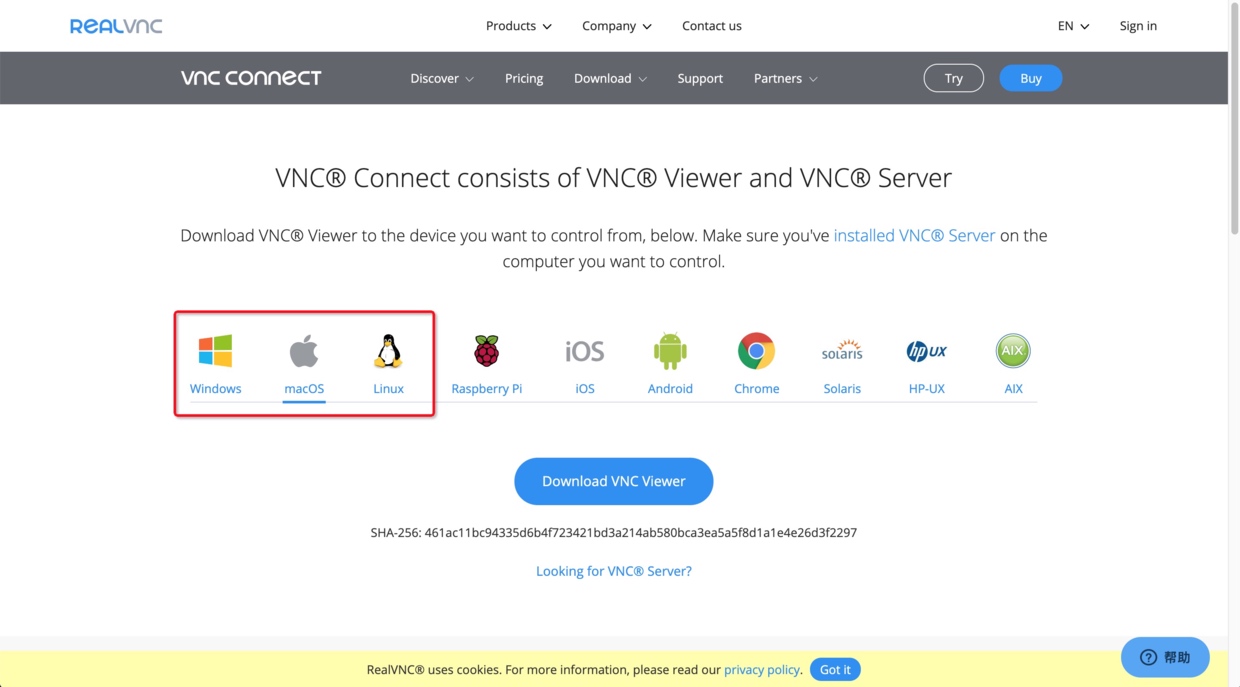 REALVNC
Products
Company
Contact us
EN
Sign in
VNC CONNECT
Discover
Pricing
Download
Support
Partners
Try
Buy
VNC® Connect consists of VNC® Viewer and VNC® Server
Download VNC® Viewer to the device you want to control from, below. Make sure you've installed VNC® Server on the
computer you want to control.
iOS
solaris
hp UX
AIX
Windows
macOS
Linux
Raspberry Pi
iOS
Android
Chrome
Solaris
HP-UX
AIX
Download VNC Viewer
SHA-256: 461ac11bc94335d6b4f723421bd3a214ab580bca3ea5a5f8d1a1e4e26d3f2297
Looking for VNC® Server?
RealVNC® uses cookies. For more information, please read our privacy policy.
Got it
帮助